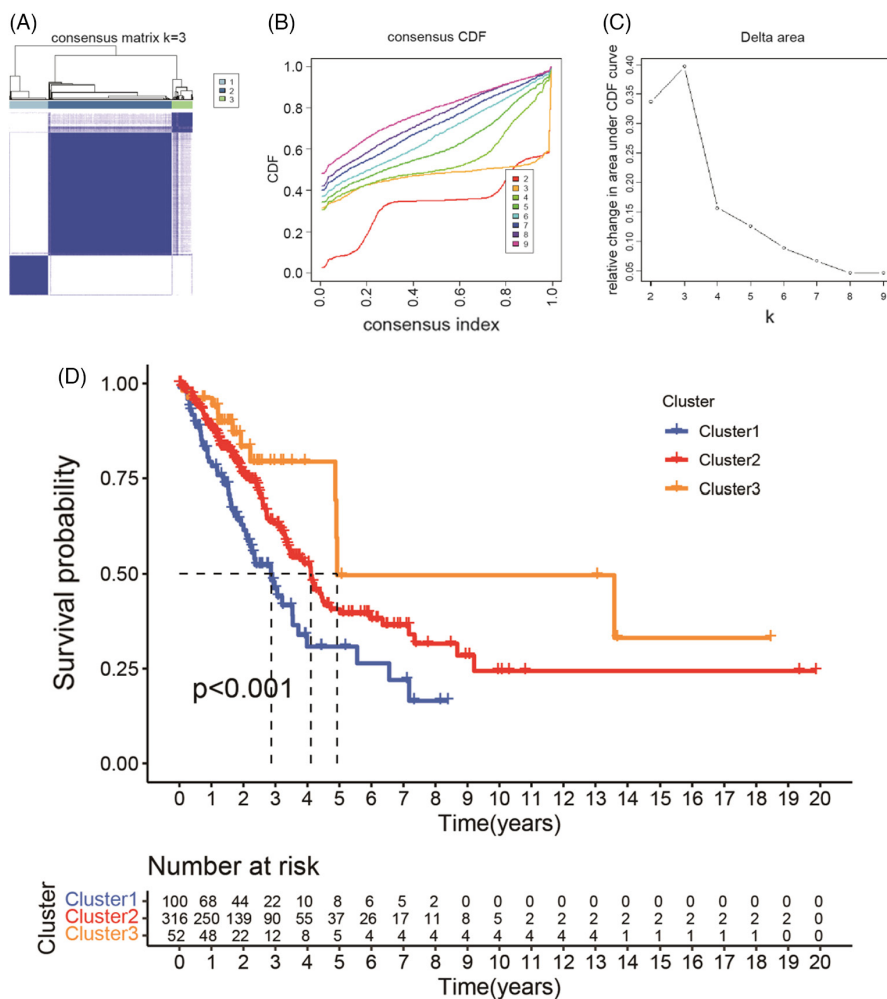 (A)
consensus matrix k=3
1
2
3
(B)
consensus CDF
CDF
1.0
0.8
0.6
0.4
0.2
0.0
2
3
4
5
6
7
8
9
0.0
0.2
0.4
0.6
0.8
1.0
consensus index
(C)
Delta area
relative change in area under CDF curve
0.40
0.35
0.30
0.25
0.20
0.15
0.10
0.05
2 3 4 5 6 7 8 9
k
(D)
Survival probability
1.00
0.75
0.50
0.25
0.00
Cluster
Cluster1
Cluster2
Cluster3
p<0.001
0 1 2 3 4 5 6 7 8 9 10 11 12 13 14 15 16 17 18 19 20
Time(years)
Number at risk
Cluster
Cluster1 100 68 44 22 10 8 6 5 2 0 0 0 0 0 0 0 0 0 0 0 0
Cluster2 316 250 139 90 55 37 26 17 11 8 5 2 2 2 2 2 2 2 2 2 0
Cluster3 52 48 22 12 8 5 4 4 4 4 4 4 4 4 1 1 1 1 1 0 0
0 1 2 3 4 5 6 7 8 9 10 11 12 13 14 15 16 17 18 19 20
Time(years)